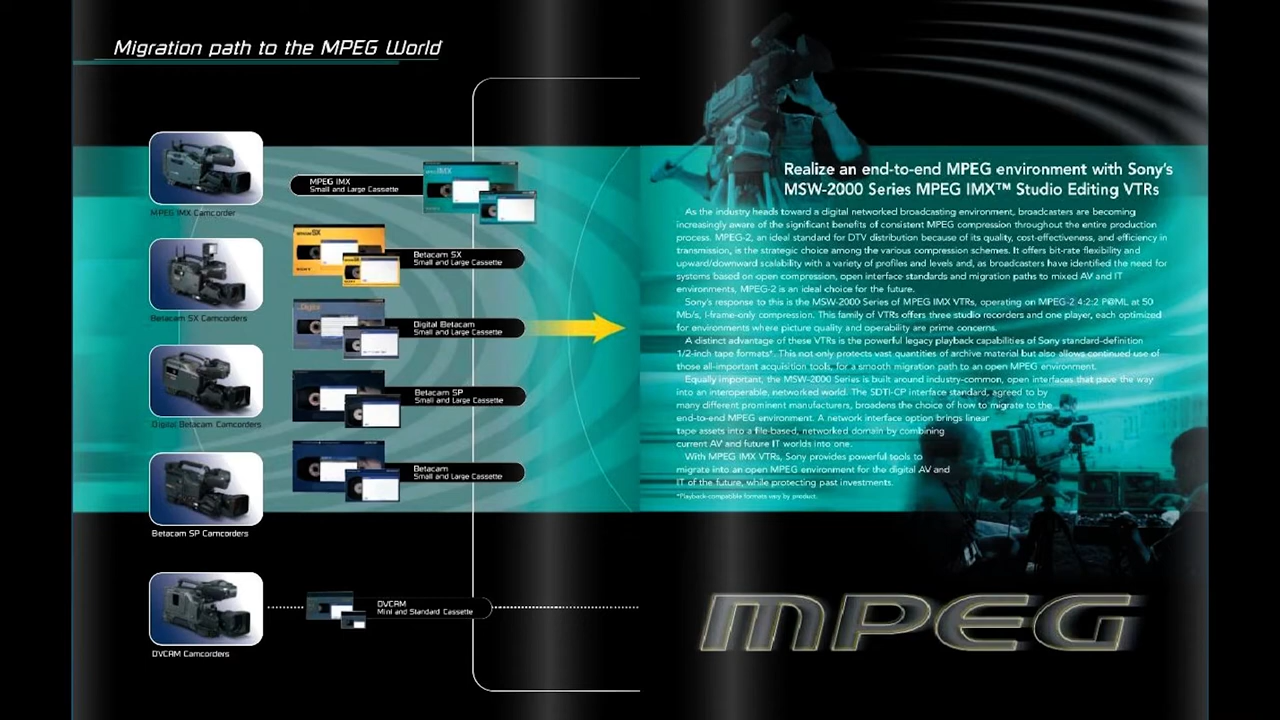 Migration path to the MPEG World
MPEG IMX Camcorder
Betacam SX Camcorders
Digital Betacam Camcorders
Betacam SP Camcorders
DVCAM Camcorders
MPEG IMX
Small and Large Cassette
Betacam SX
Small and Large Cassette
Digital Betacam
Small and Large Cassette
Betacam SP
Small and Large Cassette
Betacam
Small and Large Cassette
DVCAM
Mini and Standard Cassette
Realize an end-to-end MPEG environment with Sony's
MSW-2000 Series MPEG IMX™ Studio Editing VTRs
As the industry heads toward a digital networked broadcasting environment, broadcasters are becoming
increasingly aware of the significant benefits of consistent MPEG compression throughout the entire production
process. MPEG-2, an ideal standard for DTV distribution because of its quality, cost-effectiveness, and efficiency in
transmission, is the strategic choice among the various compression schemes. It offers bit-rate flexibility and
upward/downward scalability with a variety of profiles and levels and, as broadcasters have identified the need for
systems based on open compression, open interface-standards and migration paths to mixed AV and IT
environments, MPEG-2 is an ideal choice for the future.
Sony's response to this is the MSW-2000 Series of MPEG IMX VTRs, operating on MPEG-2 4:2:2 P@ML at 50
Mb/s, I-frame-only compression. This family of VTRs offers three studio recorders and one player, each optimized
for environments where picture quality and operability are prime concerns.
A distinct advantage of these VTRs is the powerful legacy playback capabilities of Sony standard-definition
1/2-inch tape formats*. This not only protects vast quantities of archive material but also allows continued use of
those all-important acquisition tools, for a smooth migration path to an open MPEG environment.
Equally important, the MSW-2000 Series is built around industry-common, open interfaces that pave the way
into an interoperable, networked world. The SDTI-CP interface standard, agreed to by
many different prominent manufacturers, broadens the choice of how to migrate to the
end-to-end MPEG environment. A network interface option brings linear
tape assets into a file-based, networked domain by combining
current AV and future IT worlds into one.
With MPEG IMX VTRs, Sony provides powerful tools to
migrate into an open MPEG environment for the digital AV and
IT of the future, while protecting past investments.
*Playback-compatible formats vary by product.
MPEG